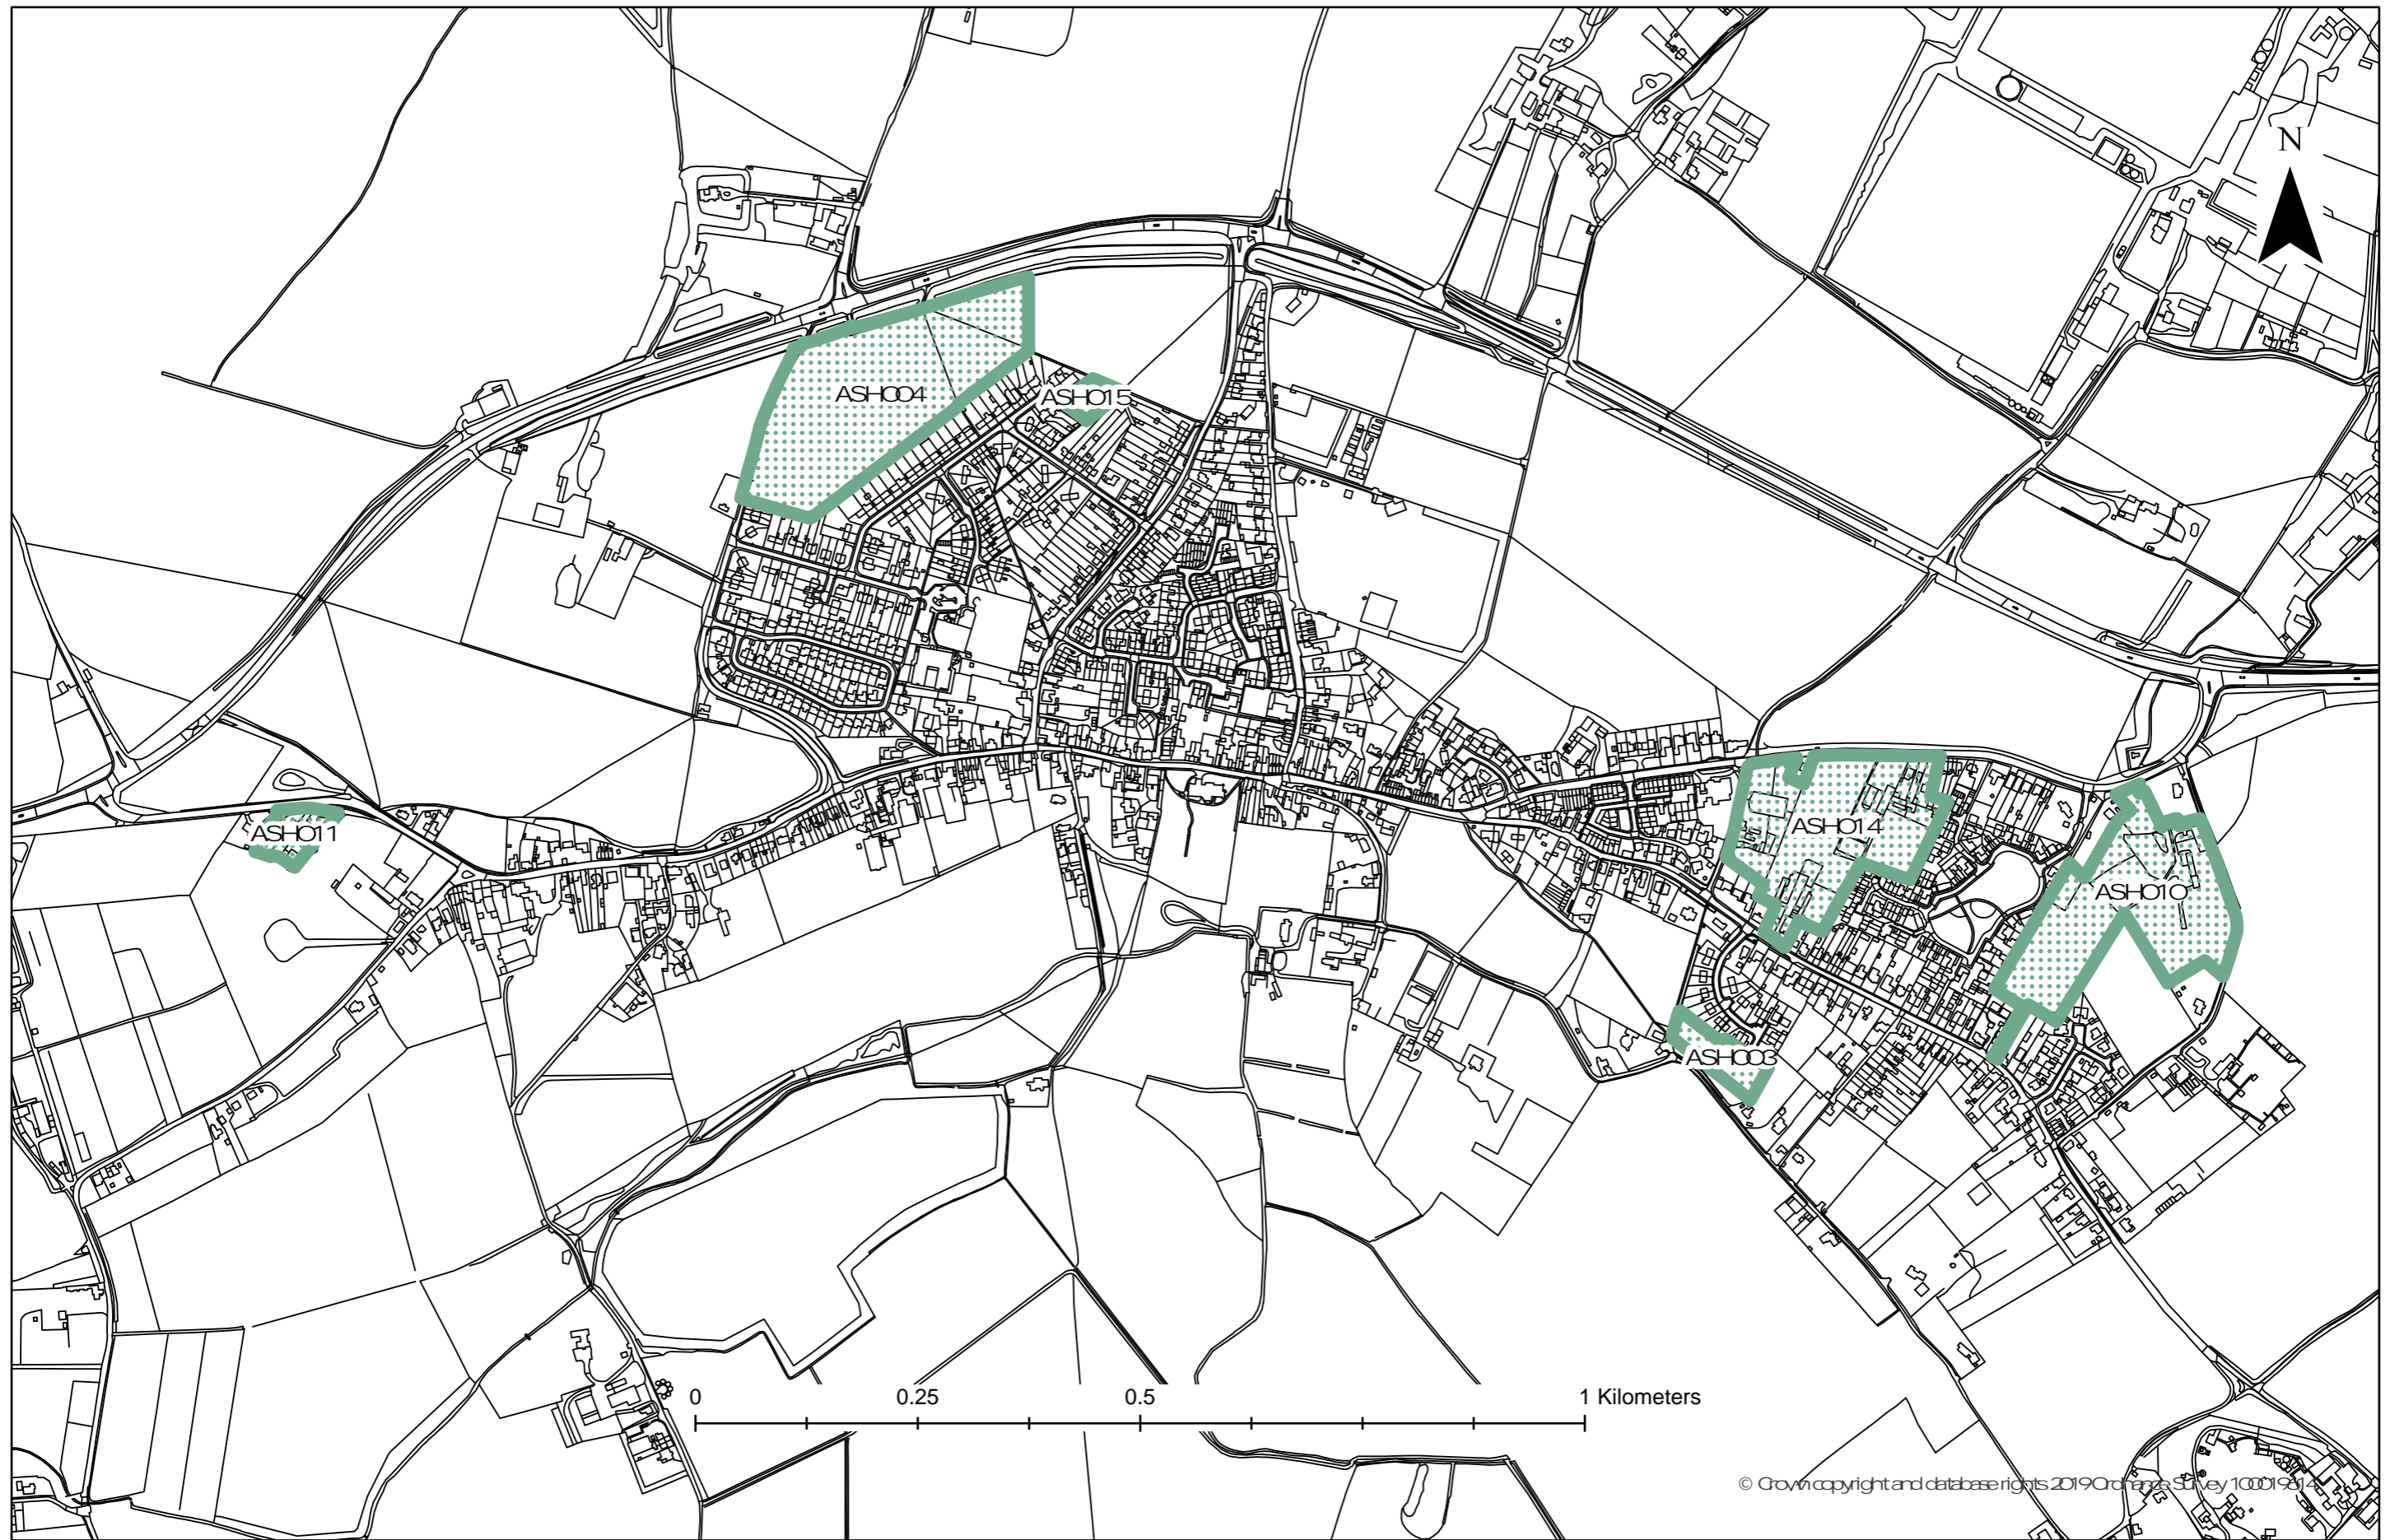 N
ASH004
ASH015
ASH011
ASH014
ASH010
ASH003
0 0.25 0.5 1 Kilometers
© Crown copyright and database rights 2019 Ordnance Survey 100019614